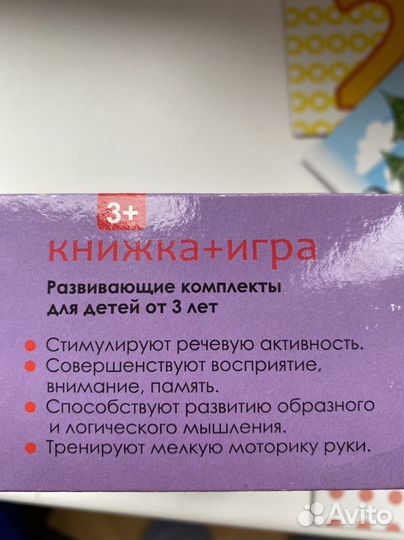 3+
книжка+игра
Развивающие комплекты
для детей от 3 лет
• Стимулируют речевую активность.
• Совершенствуют восприятие,
внимание, память.
• Способствуют развитию образного
и логического мышления.
• Тренируют мелкую моторику руки.
Avito